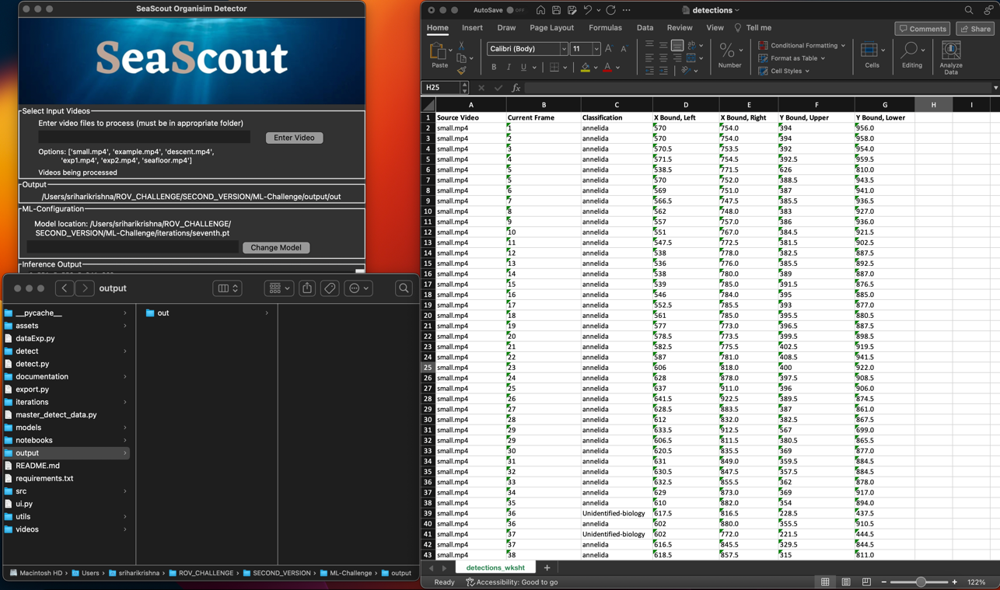 SeaScout Organisim Detector
SeaScout
Select Input Videos
Enter video files to process (must be in appropriate folder)
Enter Video
Options: ['small.mp4', 'example.mp4', 'descent.mp4',
'exp1.mp4', 'exp2.mp4', 'seafloor.mp4']
Videos being processed
Output
/Users/sriharikrishna/ROV_CHALLENGE/SECOND_VERSION/ML-Challenge/output/out
ML-Configuration
Model location: /Users/sriharikrishna/ROV_CHALLENGE/
SECOND_VERSION/ML-Challenge/iterations/seventh.pt
Change Model
Inference Output
output
__pycache__
assets
dataExp.py
detect
detect.py
documentation
export.py
iterations
master_detect_data.py
models
notebooks
output
README.md
requirements.txt
src
ui.py
utils
videos
out
Macintosh HD › Users › sriharikrishna › ROV_CHALLENGE › SECOND_VERSION › ML-Challenge › output
AutoSave OFF detections
Home Insert Draw Page Layout Formulas Data Review View Tell me Comments Share
Paste Calibri (Body) 11 A A Number Conditional Formatting Cells Editing Analyze Data
B I U A Format as Table
Cell Styles
H25 fx
A B C D E F G H I
1 Source Video Current Frame Classification X Bound, Left X Bound, Right Y Bound, Upper Y Bound, Lower
2 small.mp4 1 annelida 570 754.0 394 956.0
3 small.mp4 2 annelida 570 754.0 394 958.0
4 small.mp4 3 annelida 570.5 753.5 392 954.0
5 small.mp4 4 annelida 571.5 754.5 392.5 959.5
6 small.mp4 5 annelida 538.5 771.5 626 810.0
7 small.mp4 5 annelida 570 752.0 388.5 943.5
8 small.mp4 6 annelida 569 751.0 387 941.0
9 small.mp4 7 annelida 566.5 747.5 385.5 936.5
10 small.mp4 8 annelida 562 748.0 383 927.0
11 small.mp4 9 annelida 557 757.0 386 936.0
12 small.mp4 10 annelida 551 767.0 384.5 921.5
13 small.mp4 11 annelida 547.5 772.5 381.5 902.5
14 small.mp4 12 annelida 538 778.0 382.5 887.5
15 small.mp4 13 annelida 536 776.0 385.5 892.5
16 small.mp4 14 annelida 538 780.0 389 887.0
17 small.mp4 15 annelida 539 785.0 391.5 876.5
18 small.mp4 16 annelida 546 784.0 395 885.0
19 small.mp4 17 annelida 552.5 785.5 393 877.0
20 small.mp4 18 annelida 561 785.0 395.5 880.5
21 small.mp4 19 annelida 577 773.0 396.5 887.5
22 small.mp4 20 annelida 578.5 773.5 399.5 898.5
23 small.mp4 21 annelida 582.5 775.5 402.5 919.5
24 small.mp4 22 annelida 587 781.0 408.5 941.5
25 small.mp4 23 annelida 606 818.0 400 922.0
26 small.mp4 24 annelida 628 878.0 397.5 908.5
27 small.mp4 25 annelida 637 911.0 396 906.0
28 small.mp4 26 annelida 641.5 922.5 389.5 874.5
29 small.mp4 27 annelida 628.5 883.5 387 861.0
30 small.mp4 28 annelida 612 832.0 382.5 867.5
31 small.mp4 29 annelida 633.5 912.5 567 699.0
32 small.mp4 29 annelida 606.5 811.5 380.5 865.5
33 small.mp4 30 annelida 620.5 835.5 369 877.0
34 small.mp4 31 annelida 631 849.0 359.5 884.5
35 small.mp4 32 annelida 630.5 847.5 357.5 884.5
36 small.mp4 33 annelida 632.5 855.5 362 878.0
37 small.mp4 34 annelida 629 873.0 369 917.0
38 small.mp4 35 annelida 610 882.0 354 894.0
39 small.mp4 36 Unidentified-biology 617.5 816.5 228.5 437.5
40 small.mp4 36 annelida 602 880.0 355.5 910.5
41 small.mp4 37 Unidentified-biology 602 772.0 221.5 444.5
42 small.mp4 37 annelida 616.5 845.5 329.5 844.5
43 small.mp4 38 annelida 618.5 857.5 315 811.0
detections_wksht
Ready Accessibility: Good to go 122%